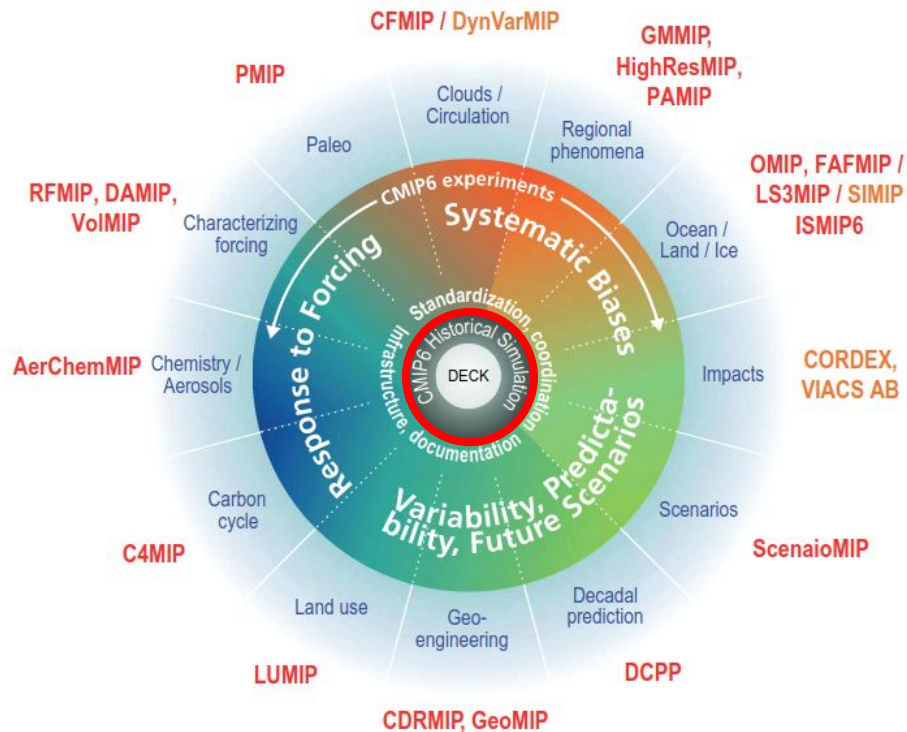 CFMIP / DynVarMIP
GMMIP,
HighResMIP,
PAMIP
PMIP
Clouds /
Circulation
Regional
phenomena
Paleo
OMIP, FAFMIP /
LS3MIP / SIMIP
ISMIP6
RFMIP, DAMIP,
VolMIP
Characterizing
forcing
CMIP6 experiments
Systematic Biases
Ocean /
Land / Ice
Response to Forcing
Standardization, coordination
Infrastructure, documentation
CMIP6 Historical Simulation
DECK
AerChemMIP
Chemistry /
Aerosols
Impacts
CORDEX,
VIACS AB
Variability, Predicta-
bility, Future Scenarios
Carbon
cycle
Scenarios
C4MIP
ScenaioMIP
Land use
Geo-
engineering
Decadal
prediction
LUMIP
DCPP
CDRMIP, GeoMIP